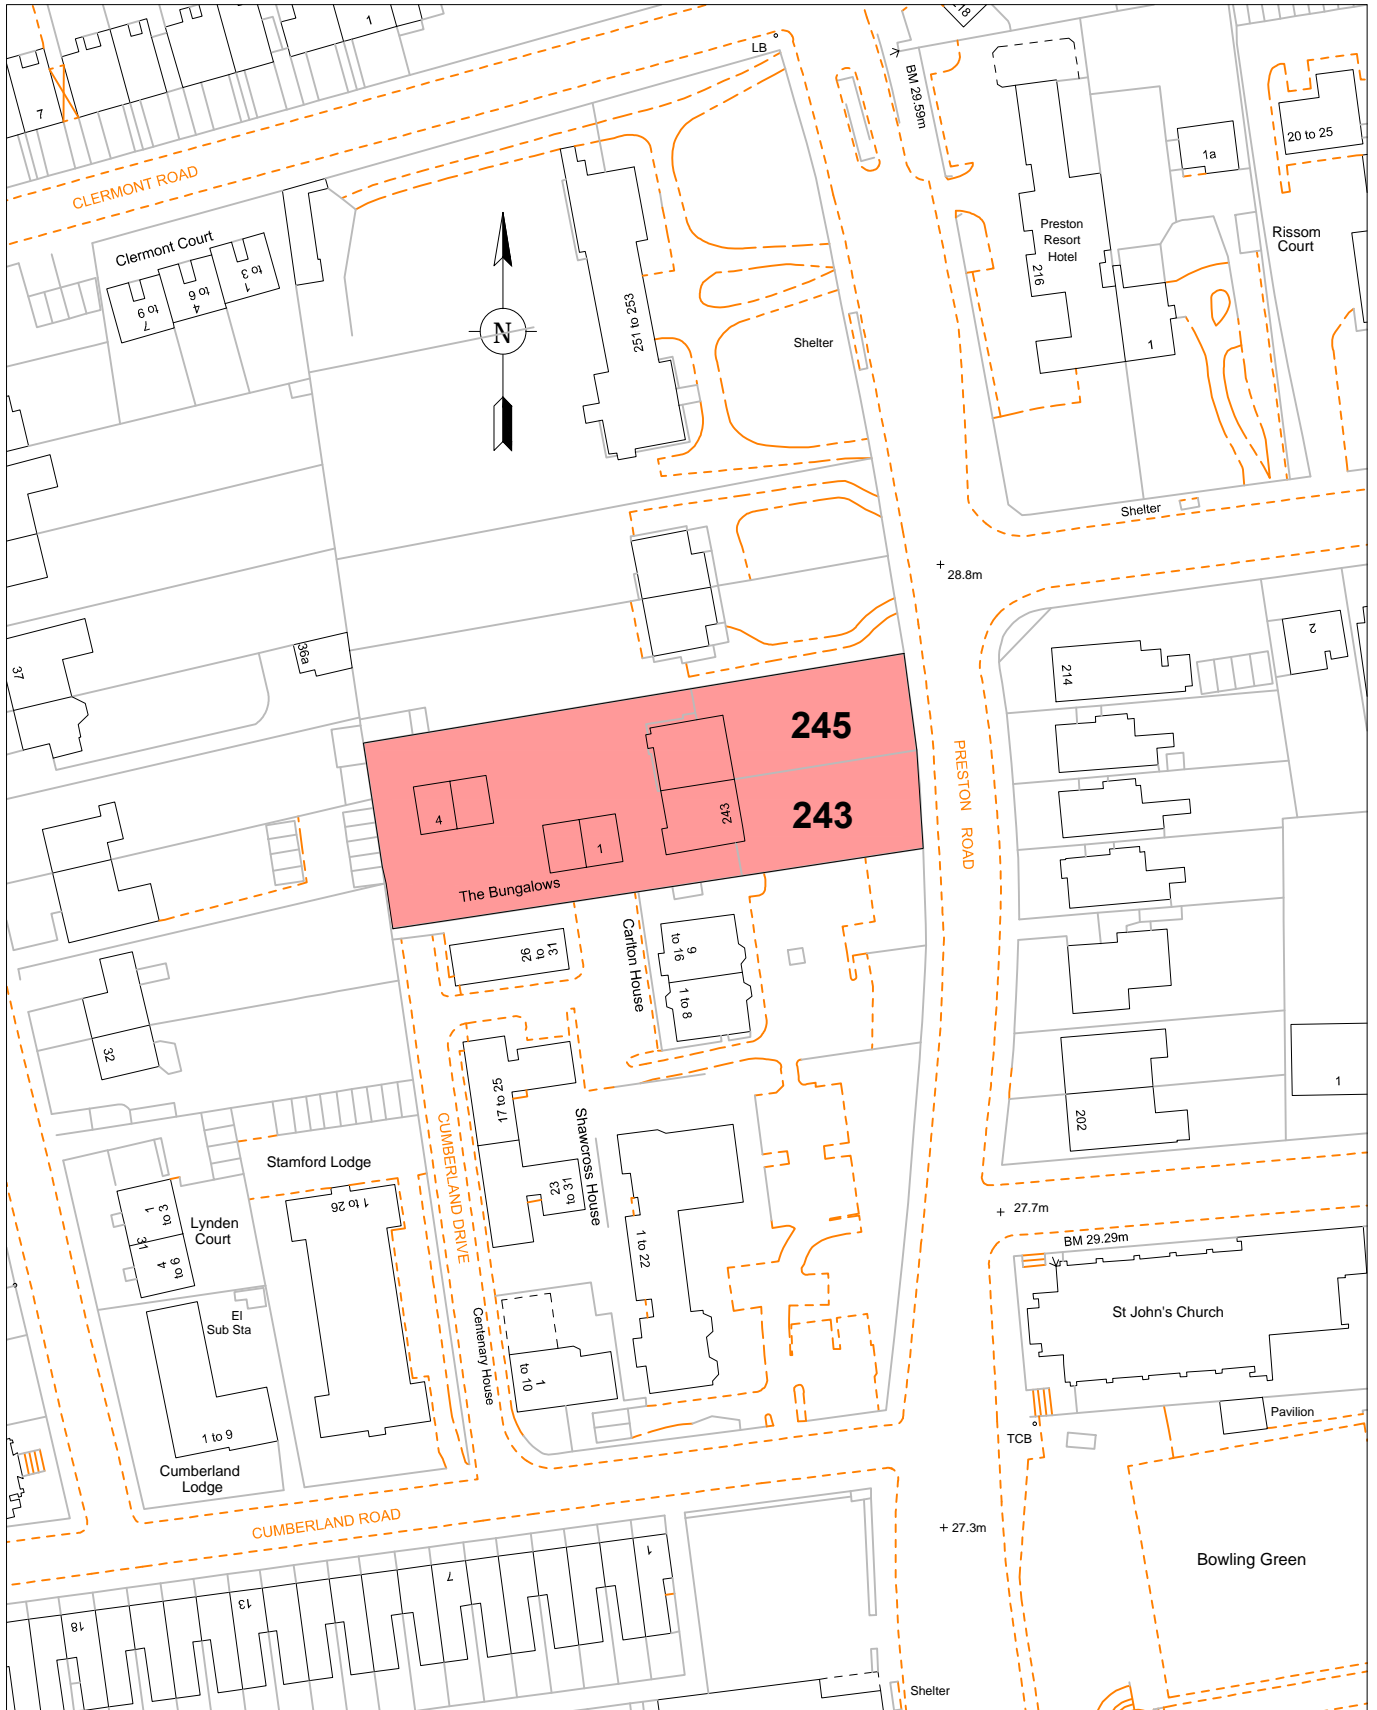 1
7
LB
218
BM 29.59m
20 to 25
1a
CLERMONT ROAD
Clermont Court
1
to 3
4
to 6
7
to 9
Preston
Resort
Hotel
216
Rissom
Court
N
251 to 253
Shelter
1
Shelter
28.8m
2
37
36a
214
245
243
243
PRESTON ROAD
4
1
The Bungalows
26
to
31
Carlton House
9
to 16
1 to 8
32
1
202
17 to 25
CUMBERLAND DRIVE
Shawcross House
23
to 31
Stamford Lodge
1 to 26
1
to 3
31
4
to 6
Lynden
Court
1 to 22
27.7m
BM 29.29m
El
Sub Sta
St John's Church
Centenary House
1
to 10
Pavilion
TCB
1 to 9
Cumberland
Lodge
CUMBERLAND ROAD
27.3m
Bowling Green
1
7
13
18
Shelter